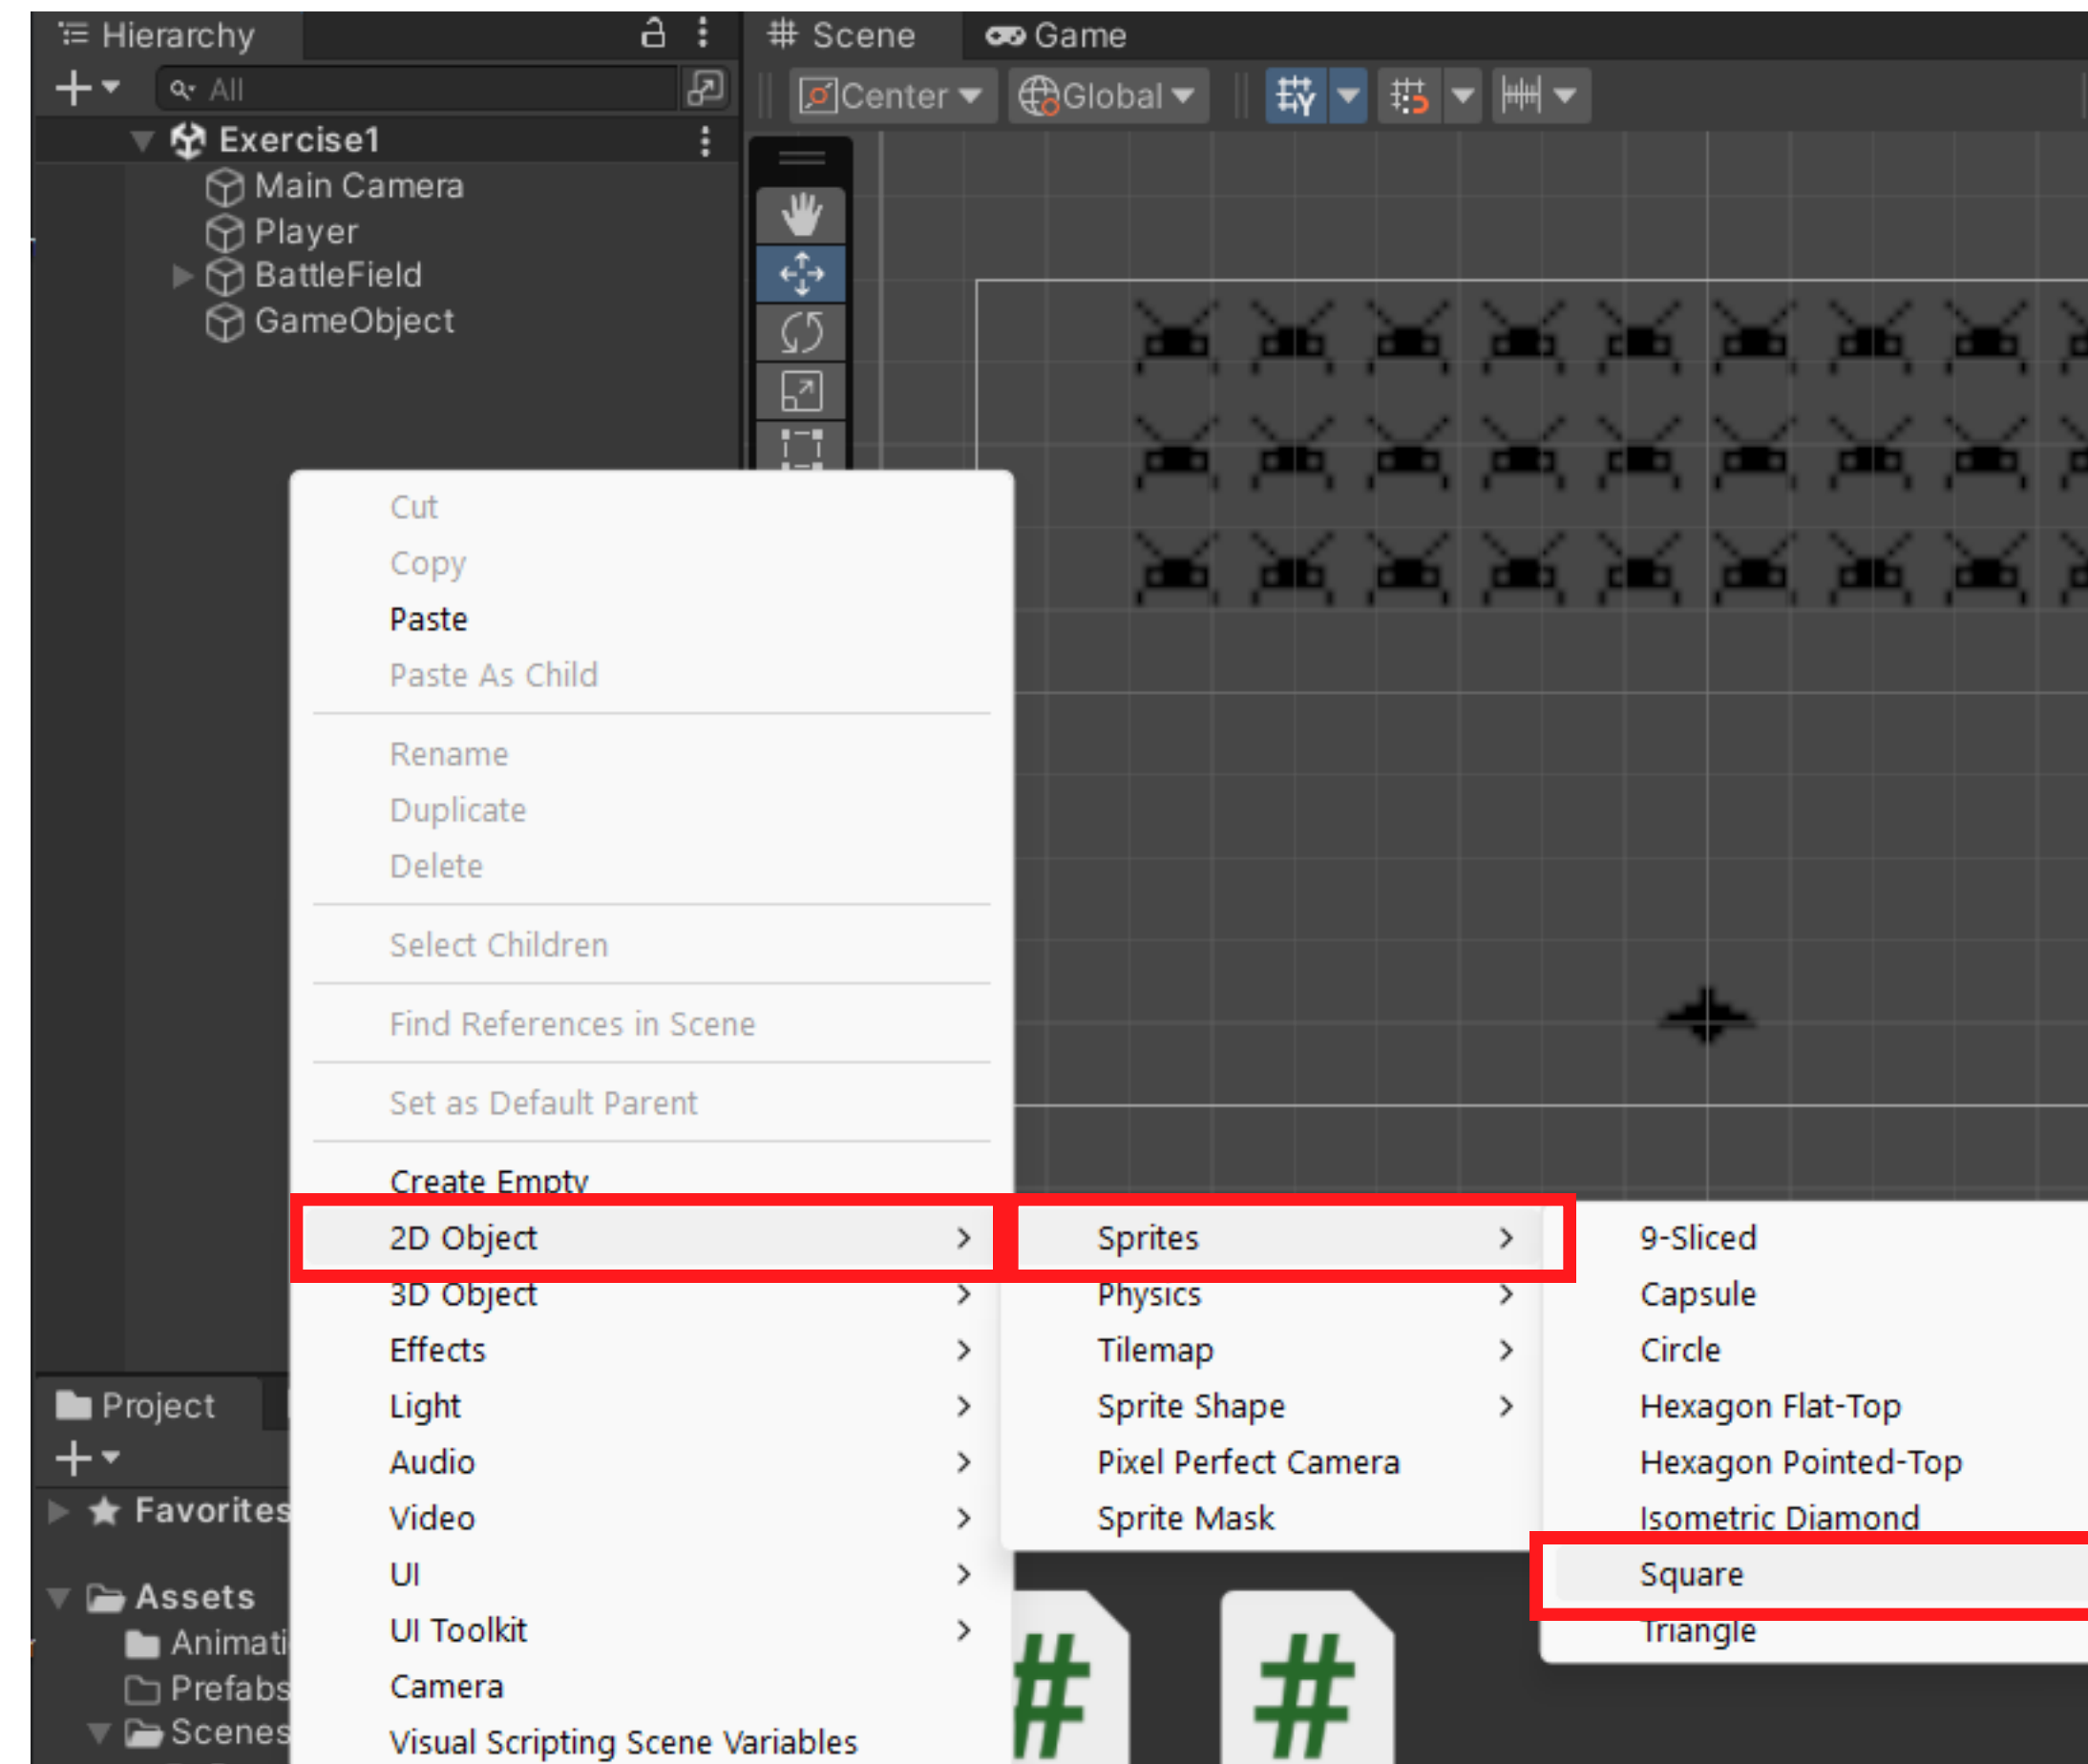 Hierarchy
Scene
Game
All
Center
Global
Exercise1
Main Camera
Player
BattleField
GameObject
Cut
Copy
Paste
Paste As Child
Rename
Duplicate
Delete
Select Children
Find References in Scene
Set as Default Parent
Create Empty
2D Object
3D Object
Effects
Light
Audio
Video
UI
UI Toolkit
Camera
Visual Scripting Scene Variables
Sprites
Physics
Tilemap
Sprite Shape
Pixel Perfect Camera
Sprite Mask
9-Sliced
Capsule
Circle
Hexagon Flat-Top
Hexagon Pointed-Top
Isometric Diamond
Square
Triangle
Project
Favorites
Assets
Animati
Prefabs
Scenes
#
#